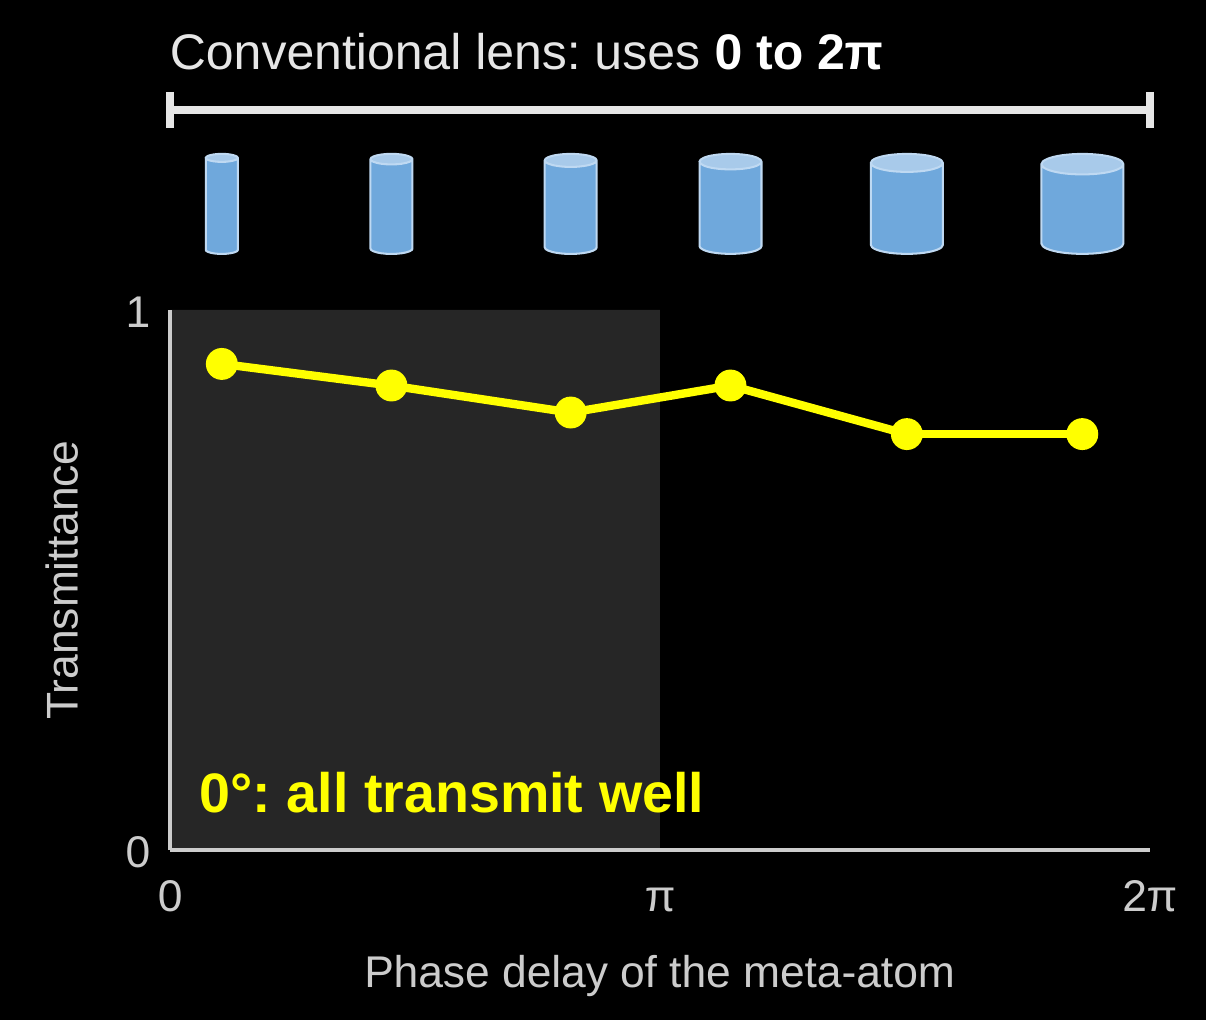 Conventional lens: uses 0 to 2π
1
Transmittance
0°: all transmit well
0
0
π
2π
Phase delay of the meta-atom